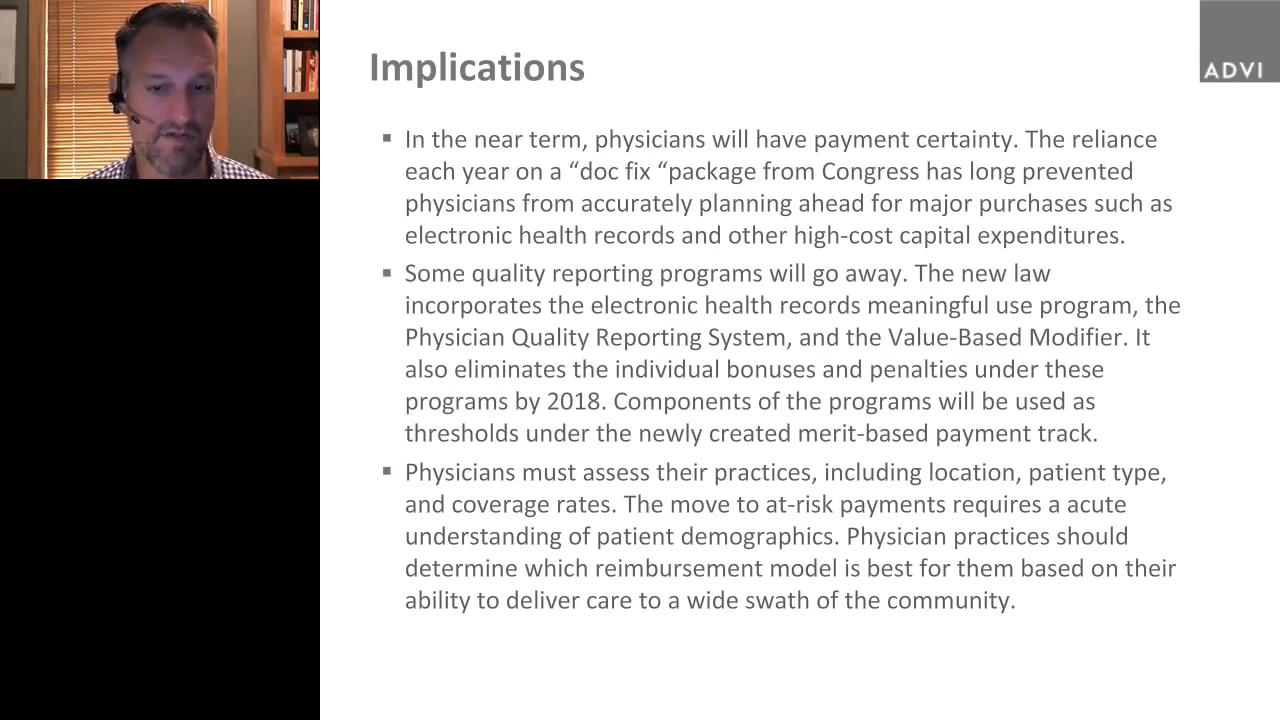 Implications
ADVI
▪ In the near term, physicians will have payment certainty. The reliance
each year on a “doc fix “package from Congress has long prevented
physicians from accurately planning ahead for major purchases such as
electronic health records and other high-cost capital expenditures.
▪ Some quality reporting programs will go away. The new law
incorporates the electronic health records meaningful use program, the
Physician Quality Reporting System, and the Value-Based Modifier. It
also eliminates the individual bonuses and penalties under these
programs by 2018. Components of the programs will be used as
thresholds under the newly created merit-based payment track.
▪ Physicians must assess their practices, including location, patient type,
and coverage rates. The move to at-risk payments requires a acute
understanding of patient demographics. Physician practices should
determine which reimbursement model is best for them based on their
ability to deliver care to a wide swath of the community.